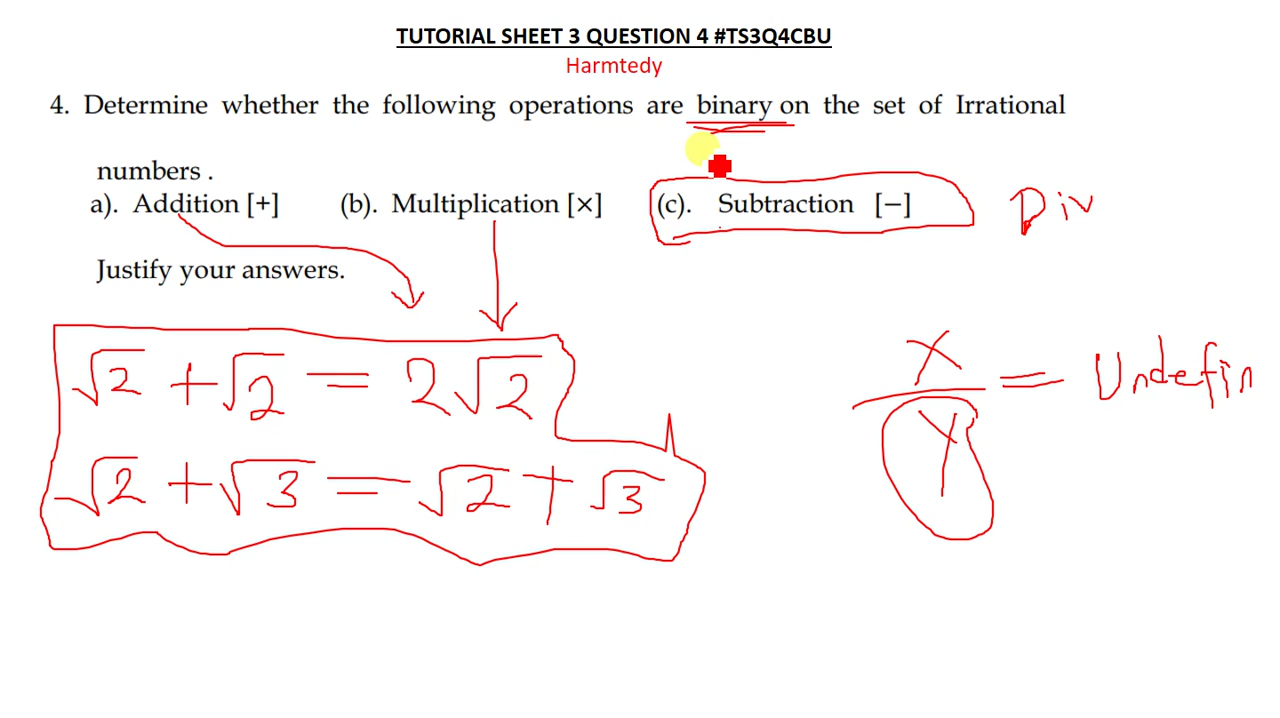 TUTORIAL SHEET 3 QUESTION 4 #TS3Q4CBU
Harmtedy
4. Determine whether the following operations are binary on the set of Irrational
numbers .
a). Addition [+] (b). Multiplication [×] (c). Subtraction [−] Div
Justify your answers.
√2 + √2 = 2√2
x/y = Undefin
√2 + √3 = √2 + √3